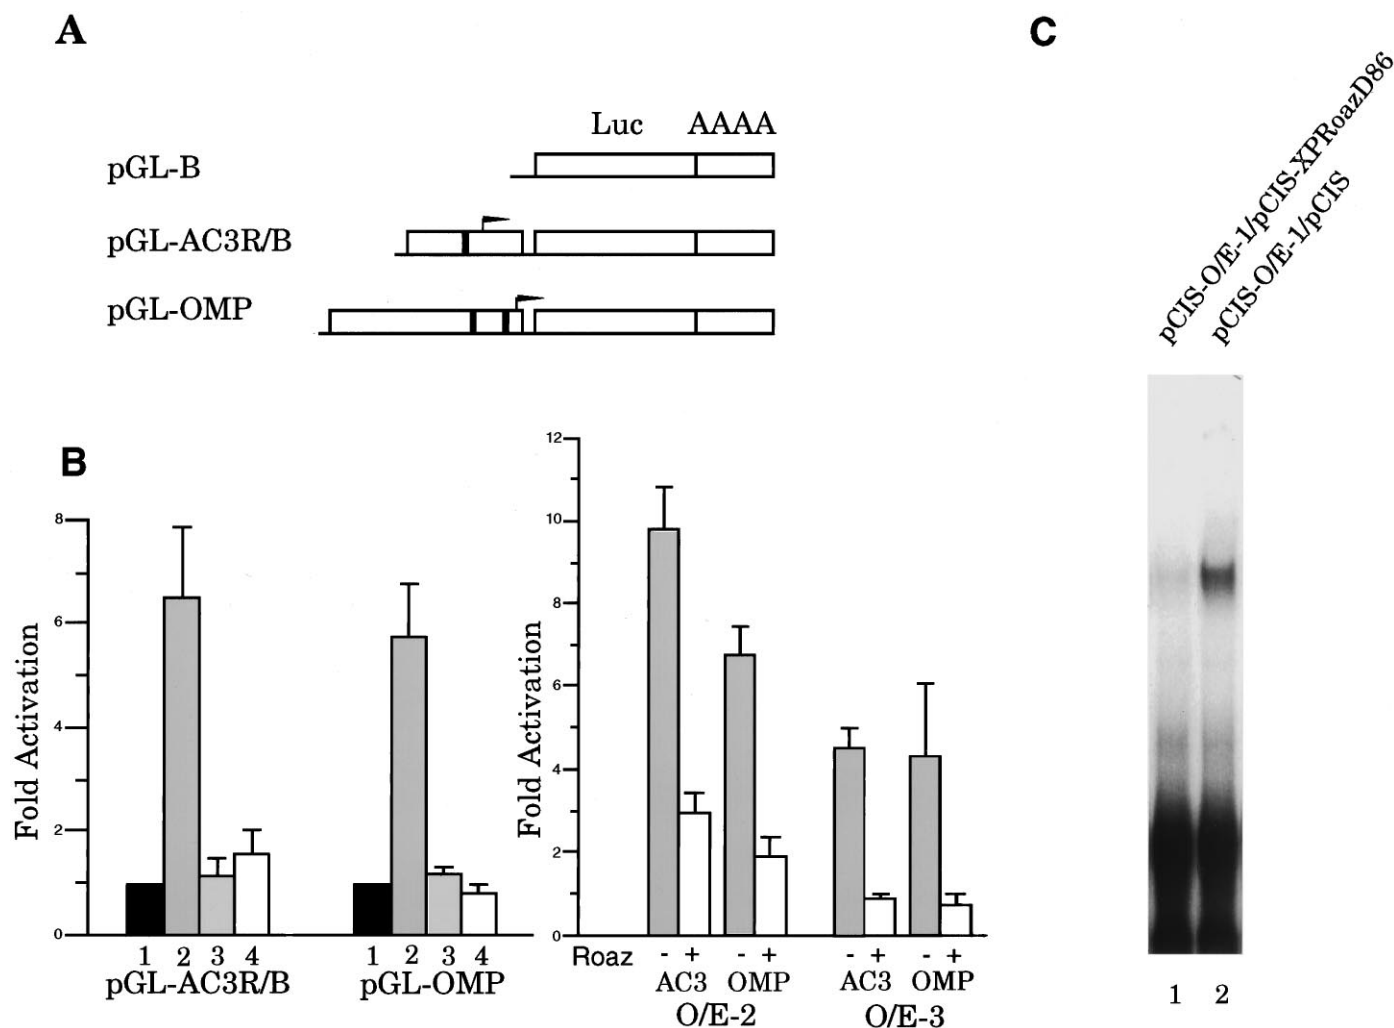 A
Luc AAAA
pGL-B
pGL-AC3R/B
pGL-OMP
B
Fold Activation
8
6
4
2
0
1 2 3 4
pGL-AC3R/B
1 2 3 4
pGL-OMP
Fold Activation
12
10
8
6
4
2
0
Roaz - + - + - + - +
AC3 OMP AC3 OMP
O/E-2 O/E-3
C
pCIS-O/E-1/pCIS-XPRoazD86
pCIS-O/E-1/pCIS
1 2